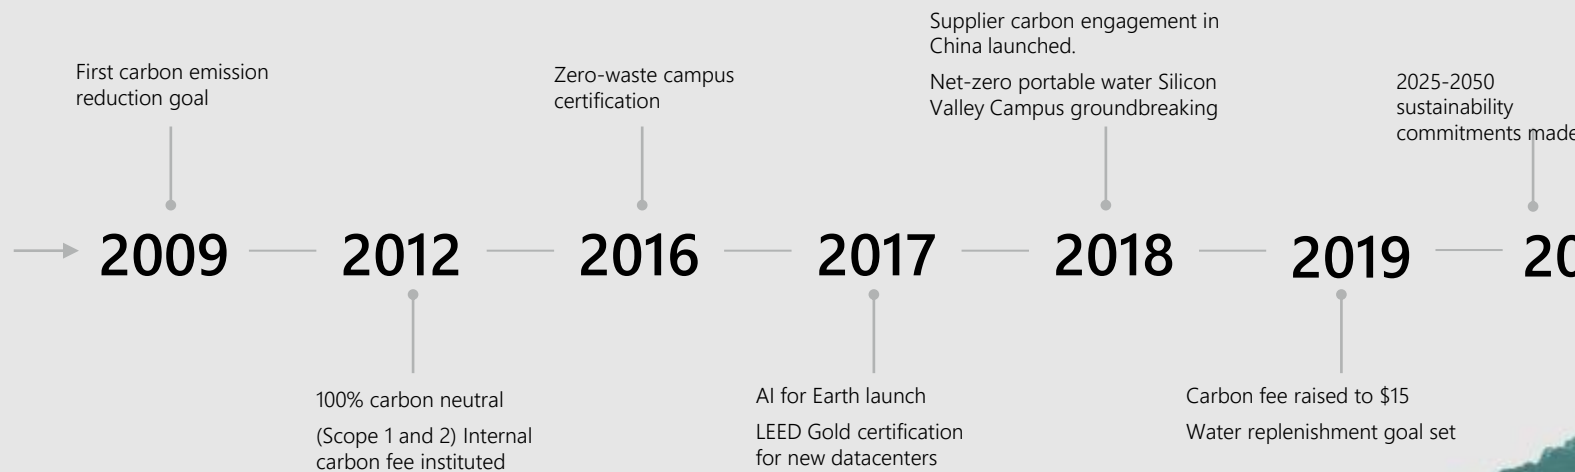 Supplier carbon engagement in
China launched.
First carbon emission
reduction goal
Zero-waste campus
certification
Net-zero portable water Silicon
Valley Campus groundbreaking
2025-2050
sustainability
commitments made
2009
2012
2016
2017
2018
2019
20
100% carbon neutral
(Scope 1 and 2) Internal
carbon fee instituted
AI for Earth launch
LEED Gold certification
for new datacenters
Carbon fee raised to $15
Water replenishment goal set